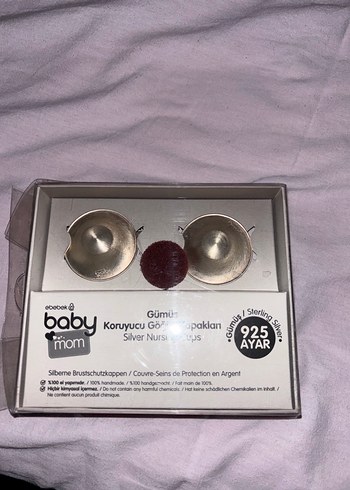 ebebek
baby
mom
Gümüş
Koruyucu Göğüs Kapakları
Silver Nursing Cups
Gümüş / Sterling Silver
925
AYAR
Silberne Brustschutzkappen / Couvre-Seins de Protection en Argent
%100 el yapımıdır. / 100% handmade. / %100 handgemacht / Fait main de 100%.
Hiçbir kimyasal içermez. / Do not contain any harmful chemicals. / Hat keine schädlichen Chemikalien im Inhalt. /
Ne contient aucun produit chimique.